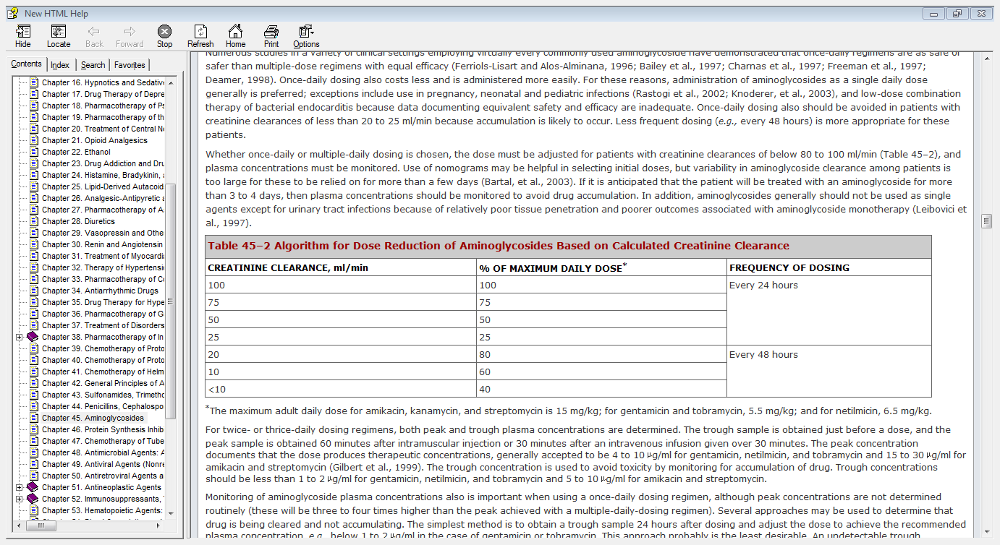 New HTML Help
Hide Locate Back Forward Stop Refresh Home Print Options
Contents Index Search Favorites
Chapter 16. Hypnotics and Sedative
Chapter 17. Drug Therapy of Depre
Chapter 18. Pharmacotherapy of Ps
Chapter 19. Pharmacotherapy of th
Chapter 20. Treatment of Central Ne
Chapter 21. Opioid Analgesics
Chapter 22. Ethanol
Chapter 23. Drug Addiction and Dru
Chapter 24. Histamine, Bradykinin,
Chapter 25. Lipid-Derived Autacoid
Chapter 26. Analgesic-Antipyretic a
Chapter 27. Pharmacotherapy of A
Chapter 28. Diuretics
Chapter 29. Vasopressin and Othe
Chapter 30. Renin and Angiotensin
Chapter 31. Treatment of Myocardi
Chapter 32. Therapy of Hypertensi
Chapter 33. Pharmacotherapy of C
Chapter 34. Antiarrhythmic Drugs
Chapter 35. Drug Therapy for Hype
Chapter 36. Pharmacotherapy of G
Chapter 37. Treatment of Disorders
Chapter 38. Pharmacotherapy of In
Chapter 39. Chemotherapy of Proto
Chapter 40. Chemotherapy of Proto
Chapter 41. Chemotherapy of Helm
Chapter 42. General Principles of A
Chapter 43. Sulfonamides, Trimetho
Chapter 44. Penicillins, Cephalospo
Chapter 45. Aminoglycosides
Chapter 46. Protein Synthesis Inhib
Chapter 47. Chemotherapy of Tube
Chapter 48. Antimicrobial Agents: A
Chapter 49. Antiviral Agents (Nonre
Chapter 50. Antiretroviral Agents a
Chapter 51. Antineoplastic Agents
Chapter 52. Immunosuppressants,
Chapter 53. Hematopoietic Agents:
Numerous studies in a variety of clinical settings employing virtually every commonly used aminoglycoside have demonstrated that once-daily regimens are as safe or
safer than multiple-dose regimens with equal efficacy (Ferriols-Lisart and Alos-Alminana, 1996; Bailey et al., 1997; Charnas et al., 1997; Freeman et al., 1997;
Deamer, 1998). Once-daily dosing also costs less and is administered more easily. For these reasons, administration of aminoglycosides as a single daily dose
generally is preferred; exceptions include use in pregnancy, neonatal and pediatric infections (Rastogi et al., 2002; Knoderer, et al., 2003), and low-dose combination
therapy of bacterial endocarditis because data documenting equivalent safety and efficacy are inadequate. Once-daily dosing also should be avoided in patients with
creatinine clearances of less than 20 to 25 ml/min because accumulation is likely to occur. Less frequent dosing (e.g., every 48 hours) is more appropriate for these
patients.
Whether once-daily or multiple-daily dosing is chosen, the dose must be adjusted for patients with creatinine clearances of below 80 to 100 ml/min (Table 45–2), and
plasma concentrations must be monitored. Use of nomograms may be helpful in selecting initial doses, but variability in aminoglycoside clearance among patients is
too large for these to be relied on for more than a few days (Bartal, et al., 2003). If it is anticipated that the patient will be treated with an aminoglycoside for more
than 3 to 4 days, then plasma concentrations should be monitored to avoid drug accumulation. In addition, aminoglycosides generally should not be used as single
agents except for urinary tract infections because of relatively poor tissue penetration and poorer outcomes associated with aminoglycoside monotherapy (Leibovici et
al., 1997).
Table 45–2 Algorithm for Dose Reduction of Aminoglycosides Based on Calculated Creatinine Clearance
CREATININE CLEARANCE, ml/min % OF MAXIMUM DAILY DOSE* FREQUENCY OF DOSING
100 100 Every 24 hours
75 75
50 50
25 25
20 80 Every 48 hours
10 60
<10 40
*The maximum adult daily dose for amikacin, kanamycin, and streptomycin is 15 mg/kg; for gentamicin and tobramycin, 5.5 mg/kg; and for netilmicin, 6.5 mg/kg.
For twice- or thrice-daily dosing regimens, both peak and trough plasma concentrations are determined. The trough sample is obtained just before a dose, and the
peak sample is obtained 60 minutes after intramuscular injection or 30 minutes after an intravenous infusion given over 30 minutes. The peak concentration
documents that the dose produces therapeutic concentrations, generally accepted to be 4 to 10 μg/ml for gentamicin, netilmicin, and tobramycin and 15 to 30 μg/ml for
amikacin and streptomycin (Gilbert et al., 1999). The trough concentration is used to avoid toxicity by monitoring for accumulation of drug. Trough concentrations
should be less than 1 to 2 μg/ml for gentamicin, netilmicin, and tobramycin and 5 to 10 μg/ml for amikacin and streptomycin.
Monitoring of aminoglycoside plasma concentrations also is important when using a once-daily dosing regimen, although peak concentrations are not determined
routinely (these will be three to four times higher than the peak achieved with a multiple-daily-dosing regimen). Several approaches may be used to determine that
drug is being cleared and not accumulating. The simplest method is to obtain a trough sample 24 hours after dosing and adjust the dose to achieve the recommended
plasma concentration, e.g., below 1 to 2 μg/ml in the case of gentamicin or tobramycin. This approach probably is the least desirable. An undetectable trough